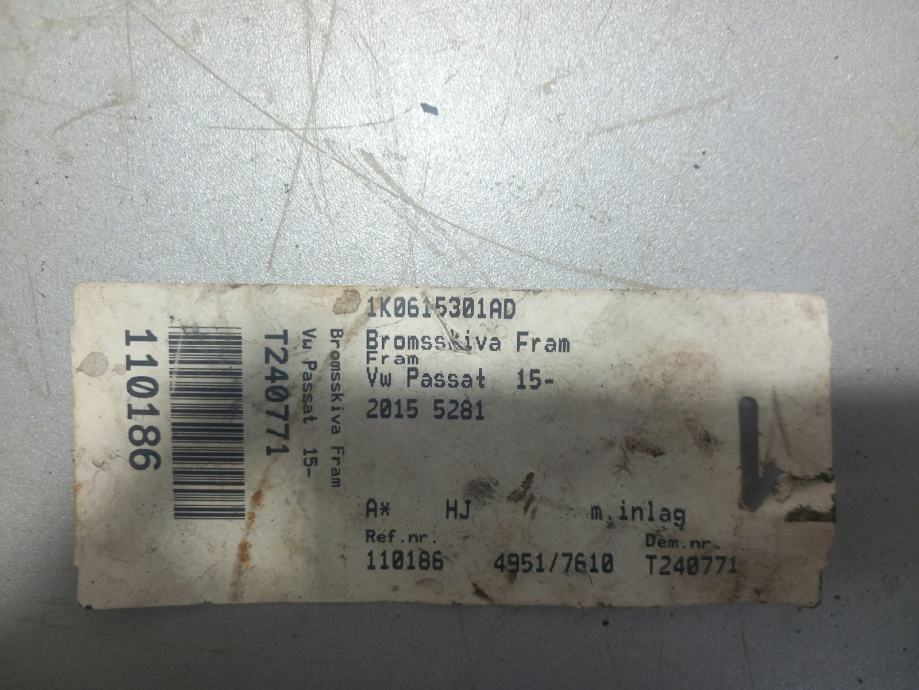 1K0615301AD
Bromsskiva Fram
Fram
Vw Passat 15-
2015 5281
A* HJ m.inlag
Ref.nr. Dem.nr.
110186 4951/7610 T240771
Bromsskiva Fram
Vw Passat 15-
T240771
110186